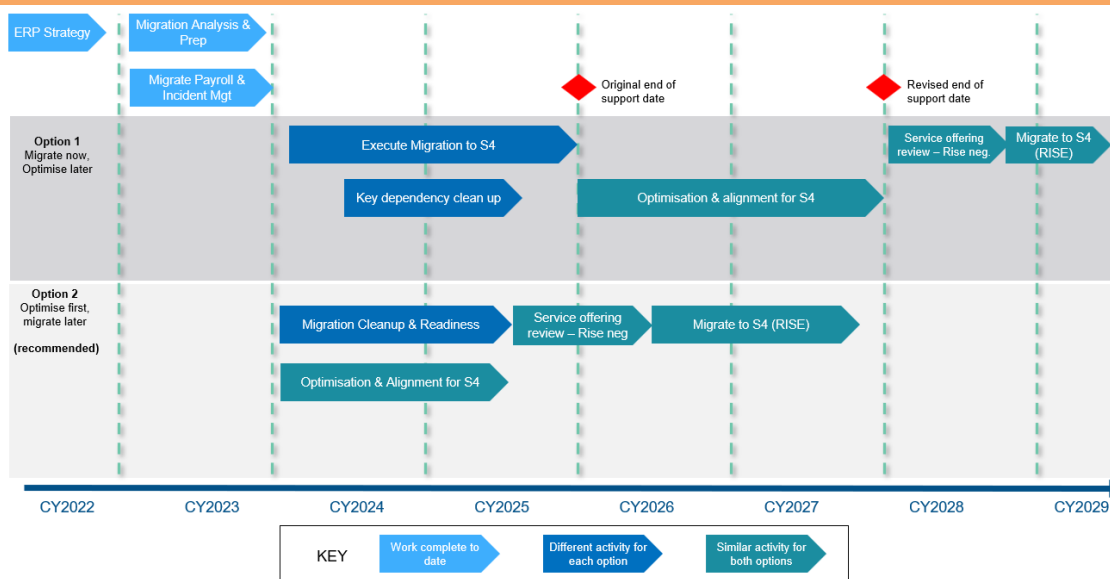 ERP Strategy
Migration Analysis &
Prep
Migrate Payroll &
Incident Mgt
Original end of
support date
Revised end of
support date
Option 1
Migrate now,
Optimise later
Execute Migration to S4
Service offering
review – Rise neg.
Migrate to S4
(RISE)
Key dependency clean up
Optimisation & alignment for S4
Option 2
Optimise first,
migrate later
(recommended)
Migration Cleanup & Readiness
Service offering
review – Rise neg
Migrate to S4 (RISE)
Optimisation & Alignment for S4
CY2022
CY2023
CY2024
CY2025
CY2026
CY2027
CY2028
CY2029
KEY
Work complete to
date
Different activity for
each option
Similar activity for
both options